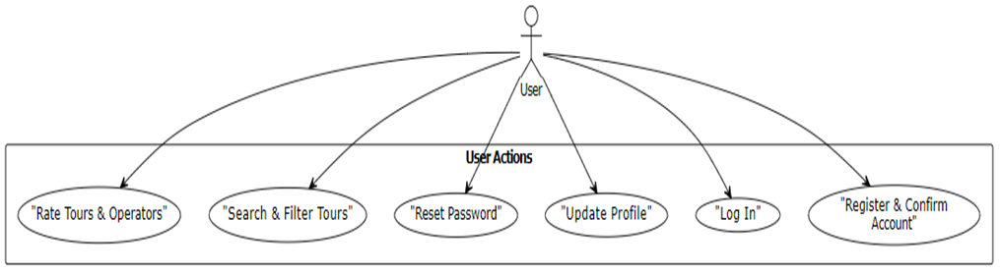 User
User Actions
"Rate Tours & Operators"
"Search & Filter Tours"
"Reset Password"
"Update Profile"
"Log In"
"Register & Confirm
Account"